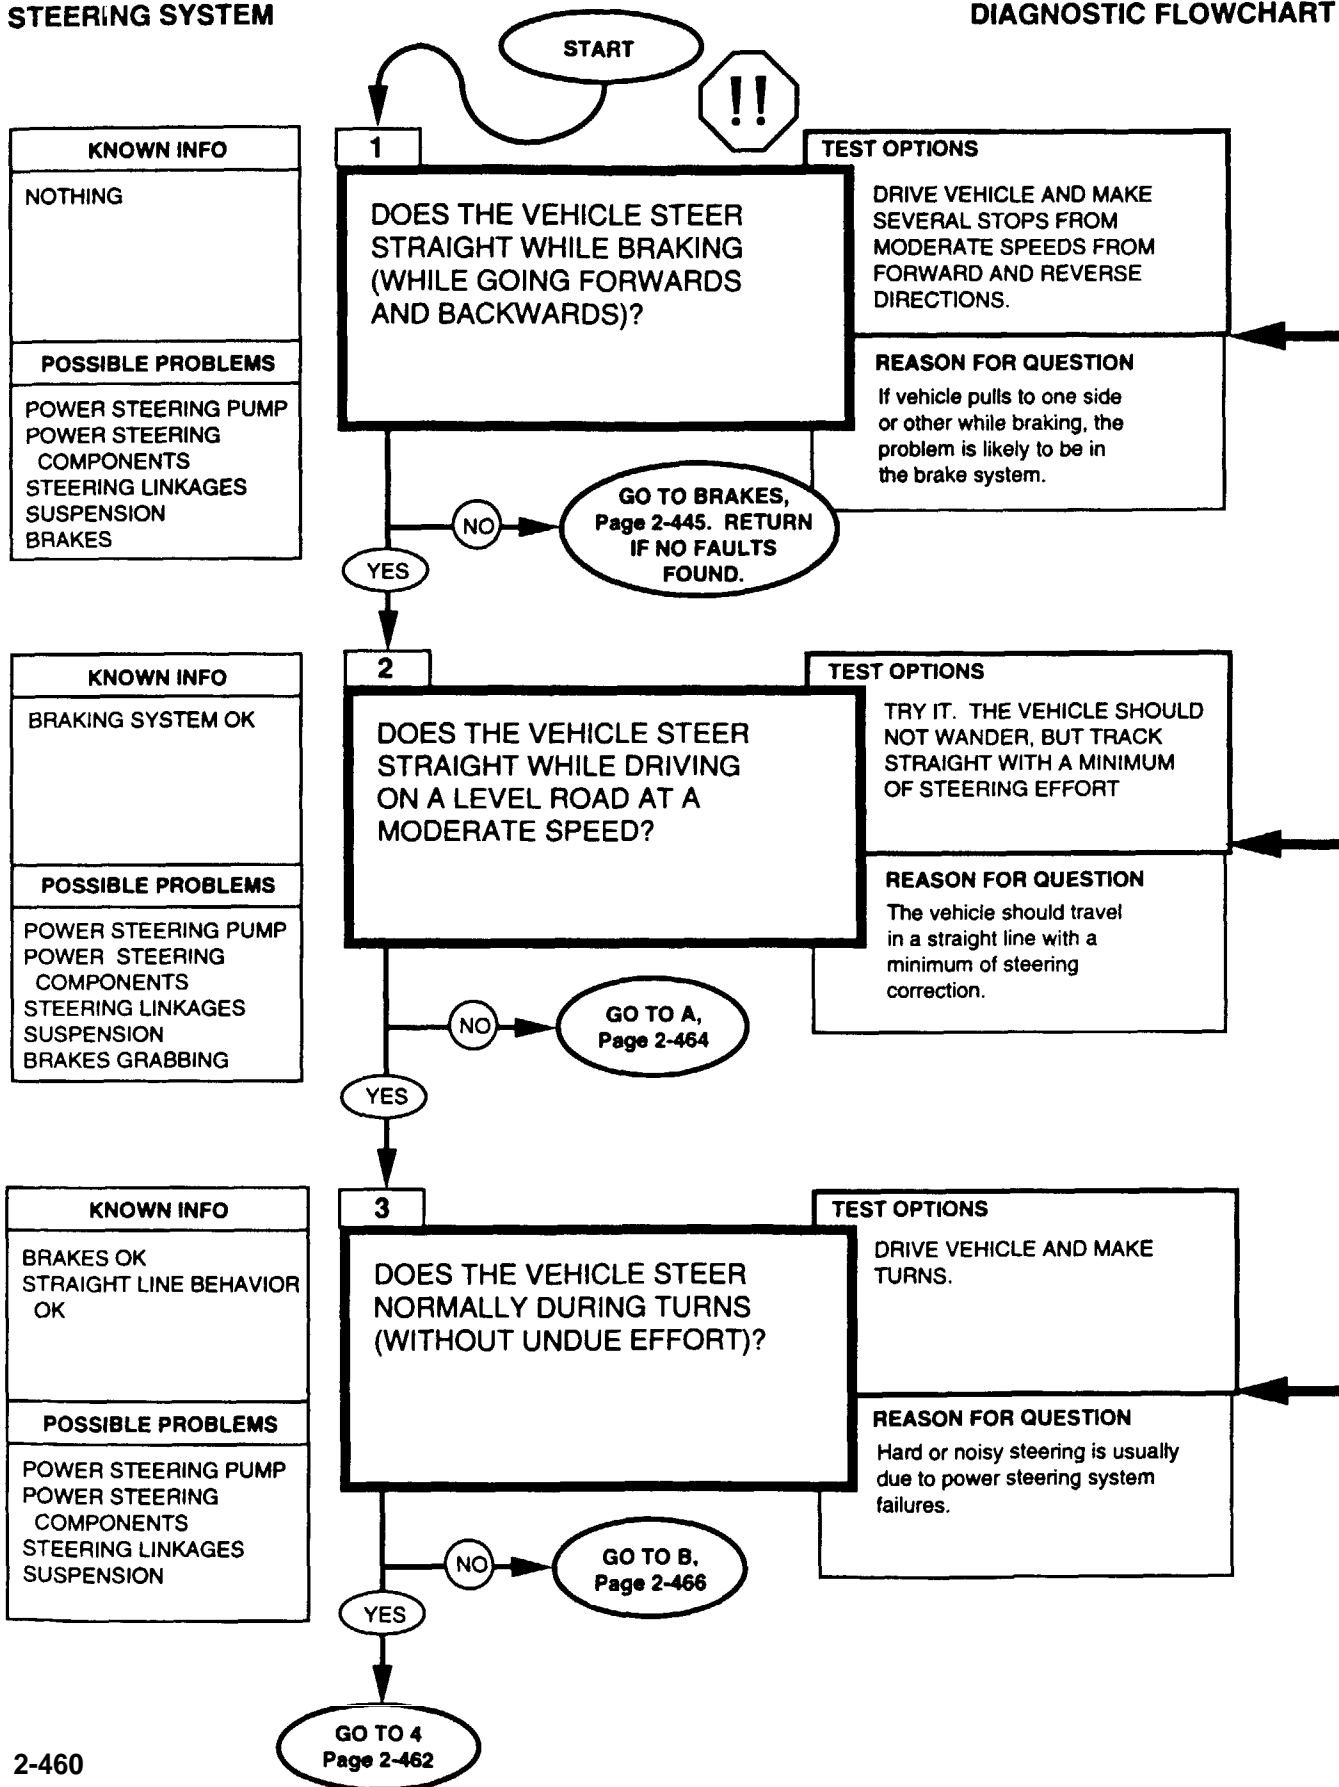 STEERING SYSTEM
DIAGNOSTIC FLOWCHART
START
!!
KNOWN INFO
NOTHING
POSSIBLE PROBLEMS
POWER STEERING PUMP
POWER STEERING
COMPONENTS
STEERING LINKAGES
SUSPENSION
BRAKES
1
DOES THE VEHICLE STEER
STRAIGHT WHILE BRAKING
(WHILE GOING FORWARDS
AND BACKWARDS)?
TEST OPTIONS
DRIVE VEHICLE AND MAKE
SEVERAL STOPS FROM
MODERATE SPEEDS FROM
FORWARD AND REVERSE
DIRECTIONS.
REASON FOR QUESTION
If vehicle pulls to one side
or other while braking, the
problem is likely to be in
the brake system.
NO
GO TO BRAKES,
Page 2-445. RETURN
IF NO FAULTS
FOUND.
YES
KNOWN INFO
BRAKING SYSTEM OK
POSSIBLE PROBLEMS
POWER STEERING PUMP
POWER STEERING
COMPONENTS
STEERING LINKAGES
SUSPENSION
BRAKES GRABBING
2
DOES THE VEHICLE STEER
STRAIGHT WHILE DRIVING
ON A LEVEL ROAD AT A
MODERATE SPEED?
TEST OPTIONS
TRY IT. THE VEHICLE SHOULD
NOT WANDER, BUT TRACK
STRAIGHT WITH A MINIMUM
OF STEERING EFFORT
REASON FOR QUESTION
The vehicle should travel
in a straight line with a
minimum of steering
correction.
NO
GO TO A,
Page 2-464
YES
KNOWN INFO
BRAKES OK
STRAIGHT LINE BEHAVIOR
OK
POSSIBLE PROBLEMS
POWER STEERING PUMP
POWER STEERING
COMPONENTS
STEERING LINKAGES
SUSPENSION
3
DOES THE VEHICLE STEER
NORMALLY DURING TURNS
(WITHOUT UNDUE EFFORT)?
TEST OPTIONS
DRIVE VEHICLE AND MAKE
TURNS.
REASON FOR QUESTION
Hard or noisy steering is usually
due to power steering system
failures.
NO
GO TO B,
Page 2-466
YES
GO TO 4
Page 2-462
2-460